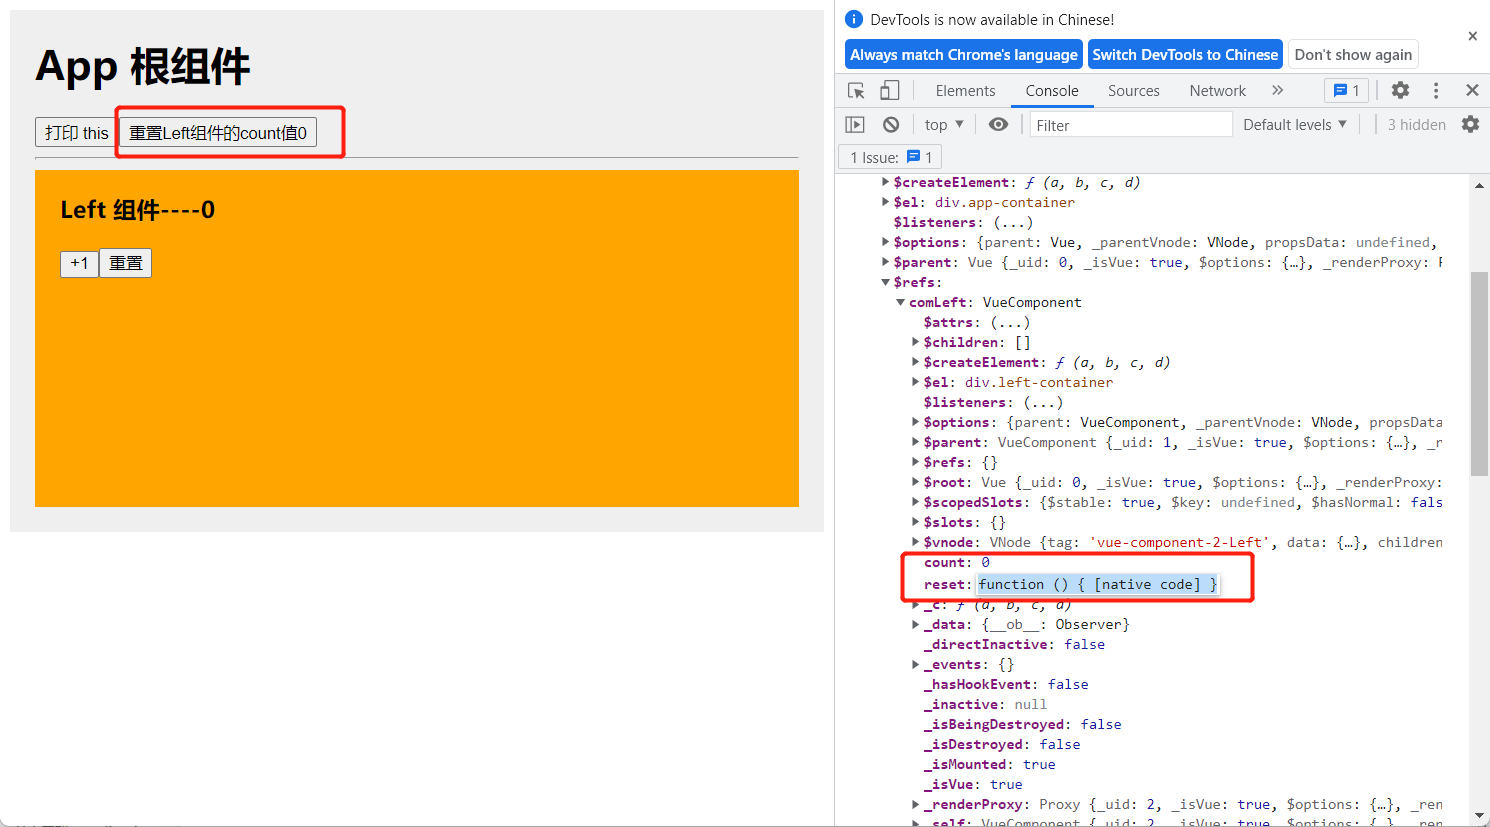 App 根组件
打印 this 重置Left组件的count值0
Left 组件----0
+1 重置
DevTools is now available in Chinese!
Always match Chrome's language Switch DevTools to Chinese Don't show again
Elements Console Sources Network 1
top Filter Default levels 3 hidden
1 Issue: 1
$createElement: ƒ (a, b, c, d)
$el: div.app-container
$listeners: (...)
$options: {parent: Vue, _parentVnode: VNode, propsData: undefined,
$parent: Vue {_uid: 0, _isVue: true, $options: {…}, _renderProxy:
$refs:
comLeft: VueComponent
$attrs: (...)
$children: []
$createElement: ƒ (a, b, c, d)
$el: div.left-container
$listeners: (...)
$options: {parent: VueComponent, _parentVnode: VNode, propsData
$parent: VueComponent {_uid: 1, _isVue: true, $options: {…}, _r
$refs: {}
$root: Vue {_uid: 0, _isVue: true, $options: {…}, _renderProxy:
$scopedSlots: {$stable: true, $key: undefined, $hasNormal: fals
$slots: {}
$vnode: VNode {tag: 'vue-component-2-Left', data: {…}, children
count: 0
reset: function () { [native code] }
_c: ƒ (a, b, c, d)
_data: {__ob__: Observer}
_directInactive: false
_events: {}
_hasHookEvent: false
_inactive: null
_isBeingDestroyed: false
_isDestroyed: false
_isMounted: true
_isVue: true
_renderProxy: Proxy {_uid: 2, _isVue: true, $options: {…}, _ren
_self: VueComponent {_uid: 2, _isVue: true, $options: {…}, _ren